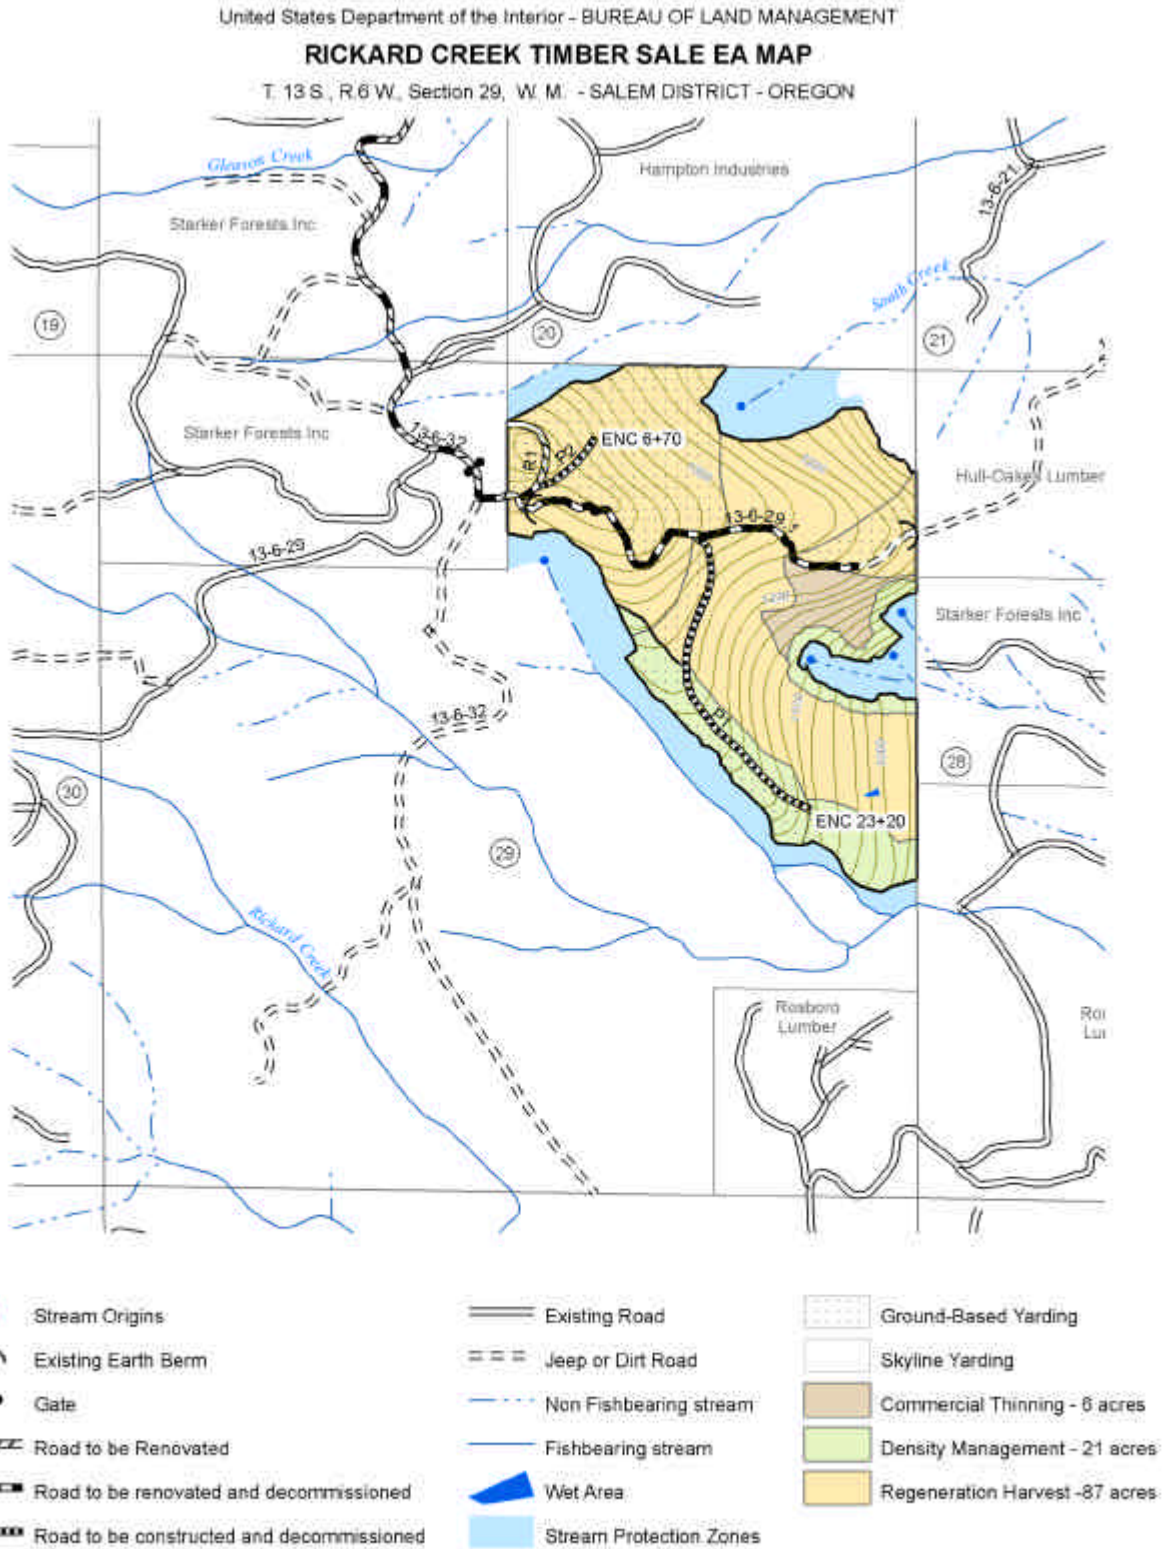 United States Department of the Interior - BUREAU OF LAND MANAGEMENT
RICKARD CREEK TIMBER SALE EA MAP
T. 13 S., R.6 W., Section 29, W. M. - SALEM DISTRICT - OREGON
Gleason Creek
Hampton Industries
13-6-21
Starker Forests Inc
South Creek
19
20
21
Starker Forests Inc
13-6-32
ENC 6+70
R1
P2
Hull-Oakes Lumber
13-6-29
13-6-29
Starker Forests Inc
13-6-32
P1
28
30
ENC 23+20
29
Rickard Creek
Rosboro
Lumber
Ro
Lu
Stream Origins
Existing Earth Berm
Gate
Road to be Renovated
Road to be renovated and decommissioned
Road to be constructed and decommissioned
Existing Road
Jeep or Dirt Road
Non Fishbearing stream
Fishbearing stream
Wet Area
Stream Protection Zones
Ground-Based Yarding
Skyline Yarding
Commercial Thinning - 6 acres
Density Management - 21 acres
Regeneration Harvest -87 acres